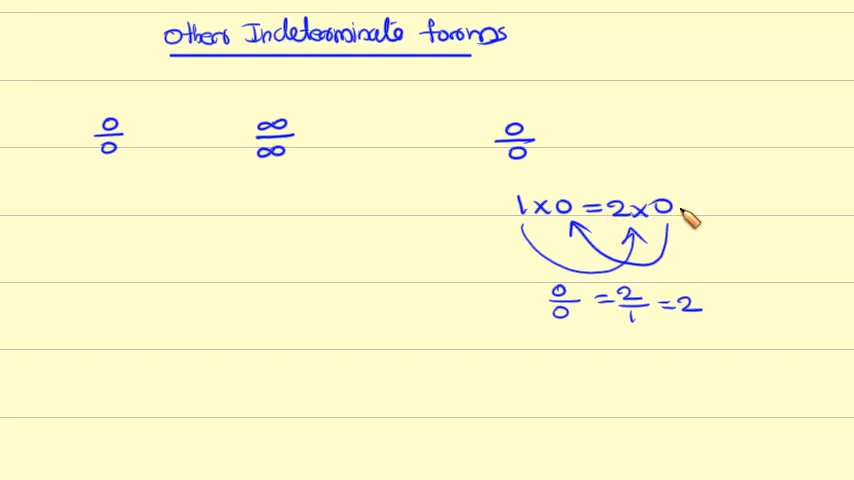 Other Indeterminate forms
0/0 ∞/∞ 0/0
1×0=2×0
0/0 =2/1 =2